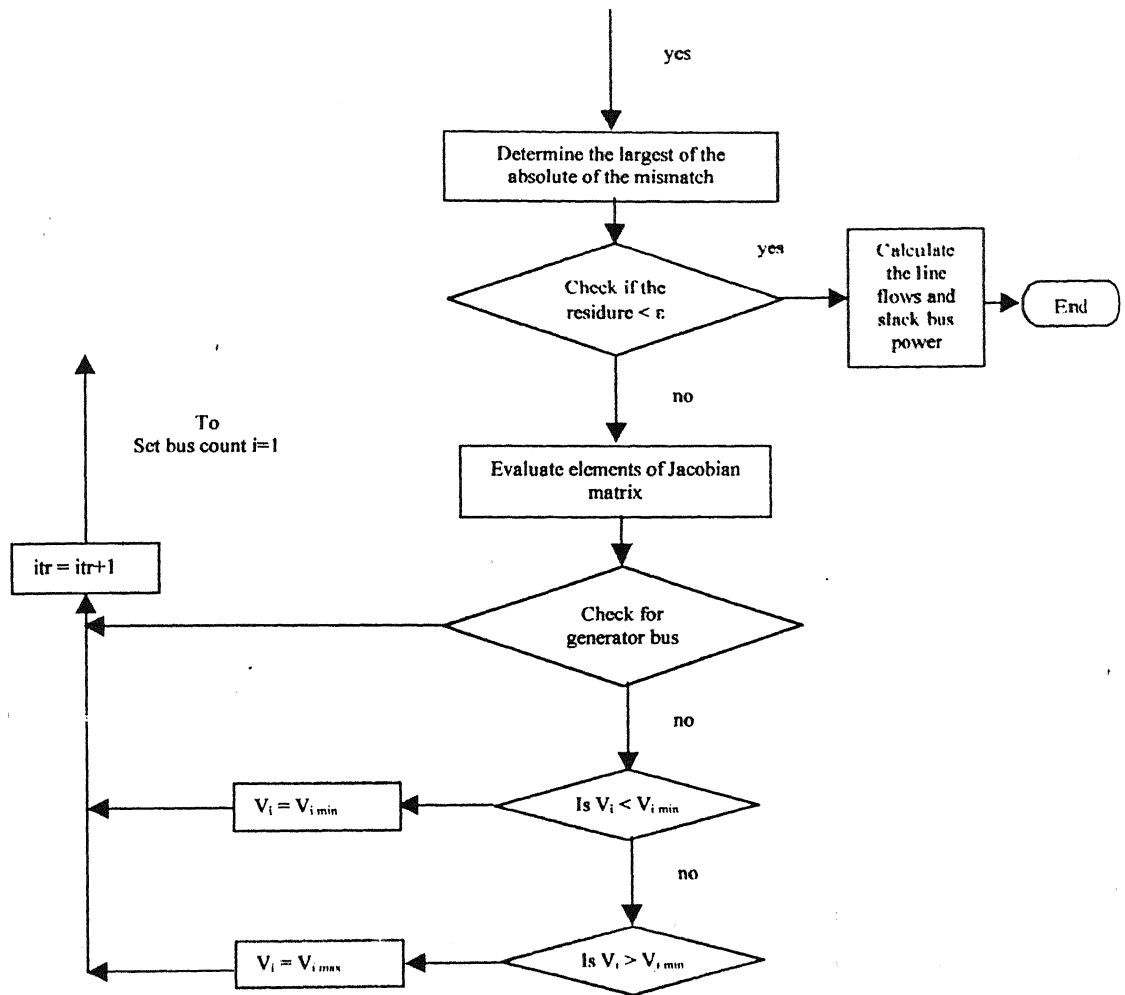 yes
Determine the largest of the
absolute of the mismatch
yes
Check if the
residure < ε
Calculate
the line
flows and
slack bus
power
End
no
To
Set bus count i=1
Evaluate elements of Jacobian
matrix
itr = itr+1
Check for
generator bus
no
V_i = V_i min
Is V_i < V_i min
no
V_i = V_i max
Is V_i > V_i min